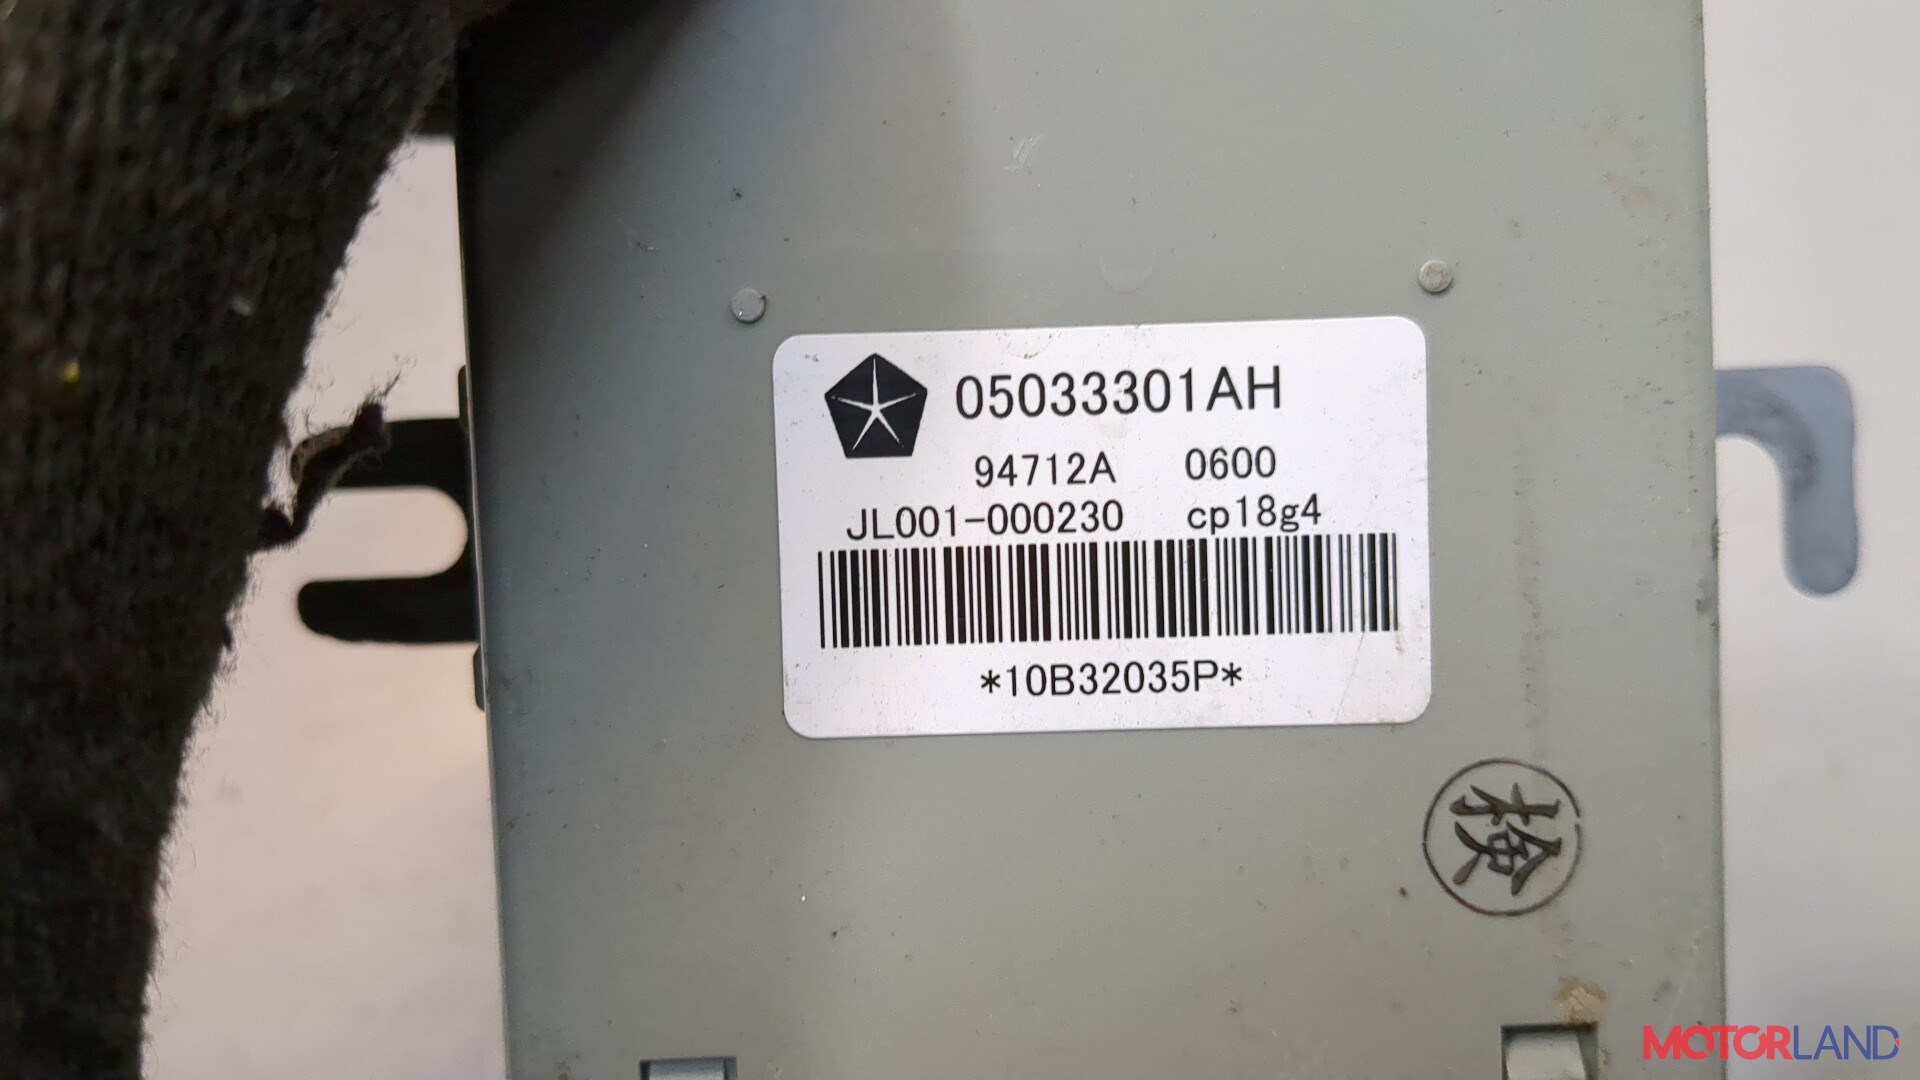 05033301AH
94712A 0600
JL001-000230 cp18g4
*10B32035P*
検
MOTORLAND